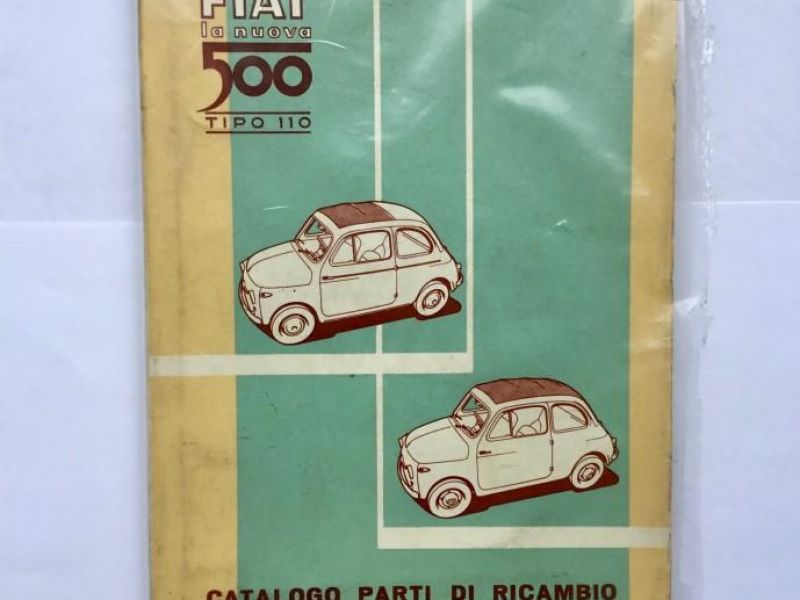 FIAT
la nuova
500
TIPO 110
CATALOGO PARTI DI RICAMBIO